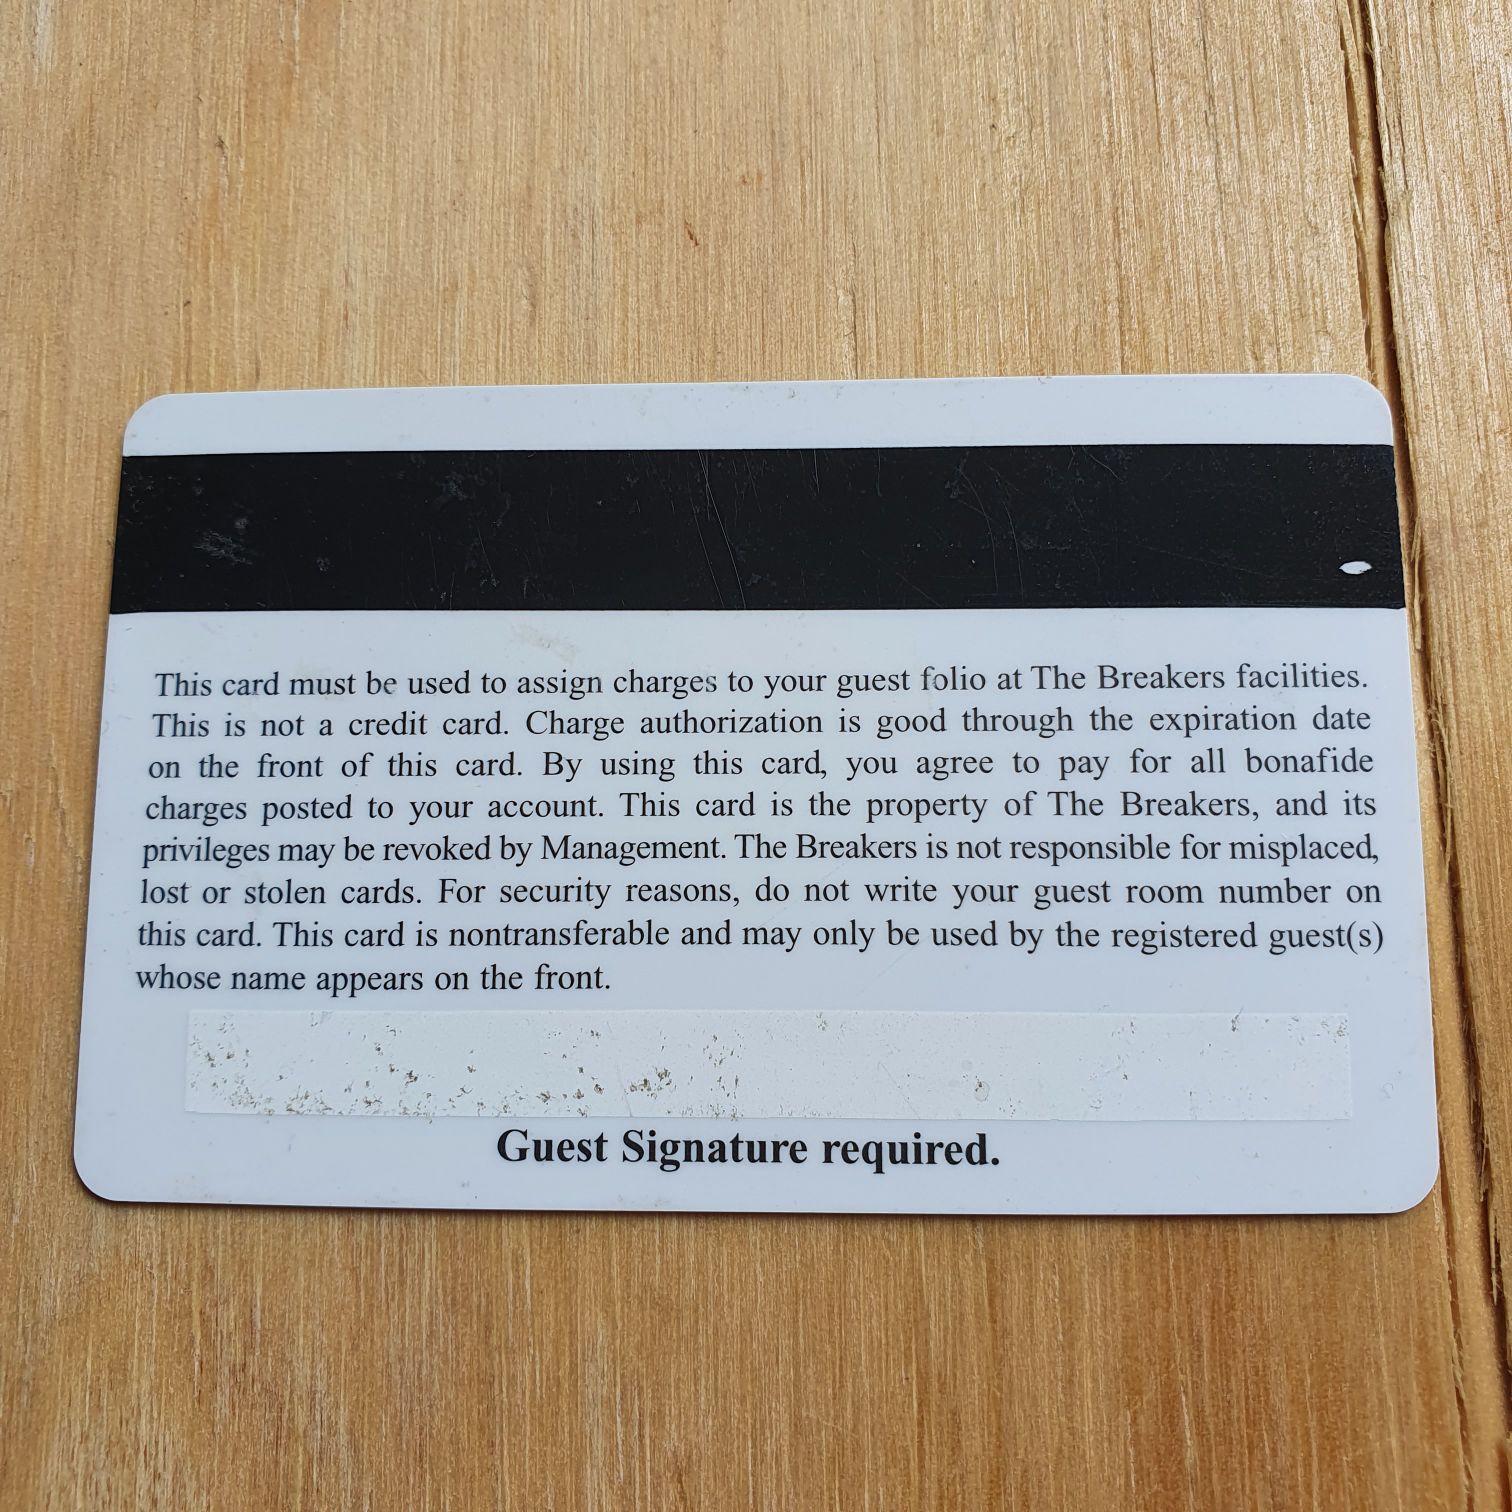 This card must be used to assign charges to your guest folio at The Breakers facilities.
This is not a credit card. Charge authorization is good through the expiration date
on the front of this card. By using this card, you agree to pay for all bonafide
charges posted to your account. This card is the property of The Breakers, and its
privileges may be revoked by Management. The Breakers is not responsible for misplaced,
lost or stolen cards. For security reasons, do not write your guest room number on
this card. This card is nontransferable and may only be used by the registered guest(s)
whose name appears on the front.
Guest Signature required.